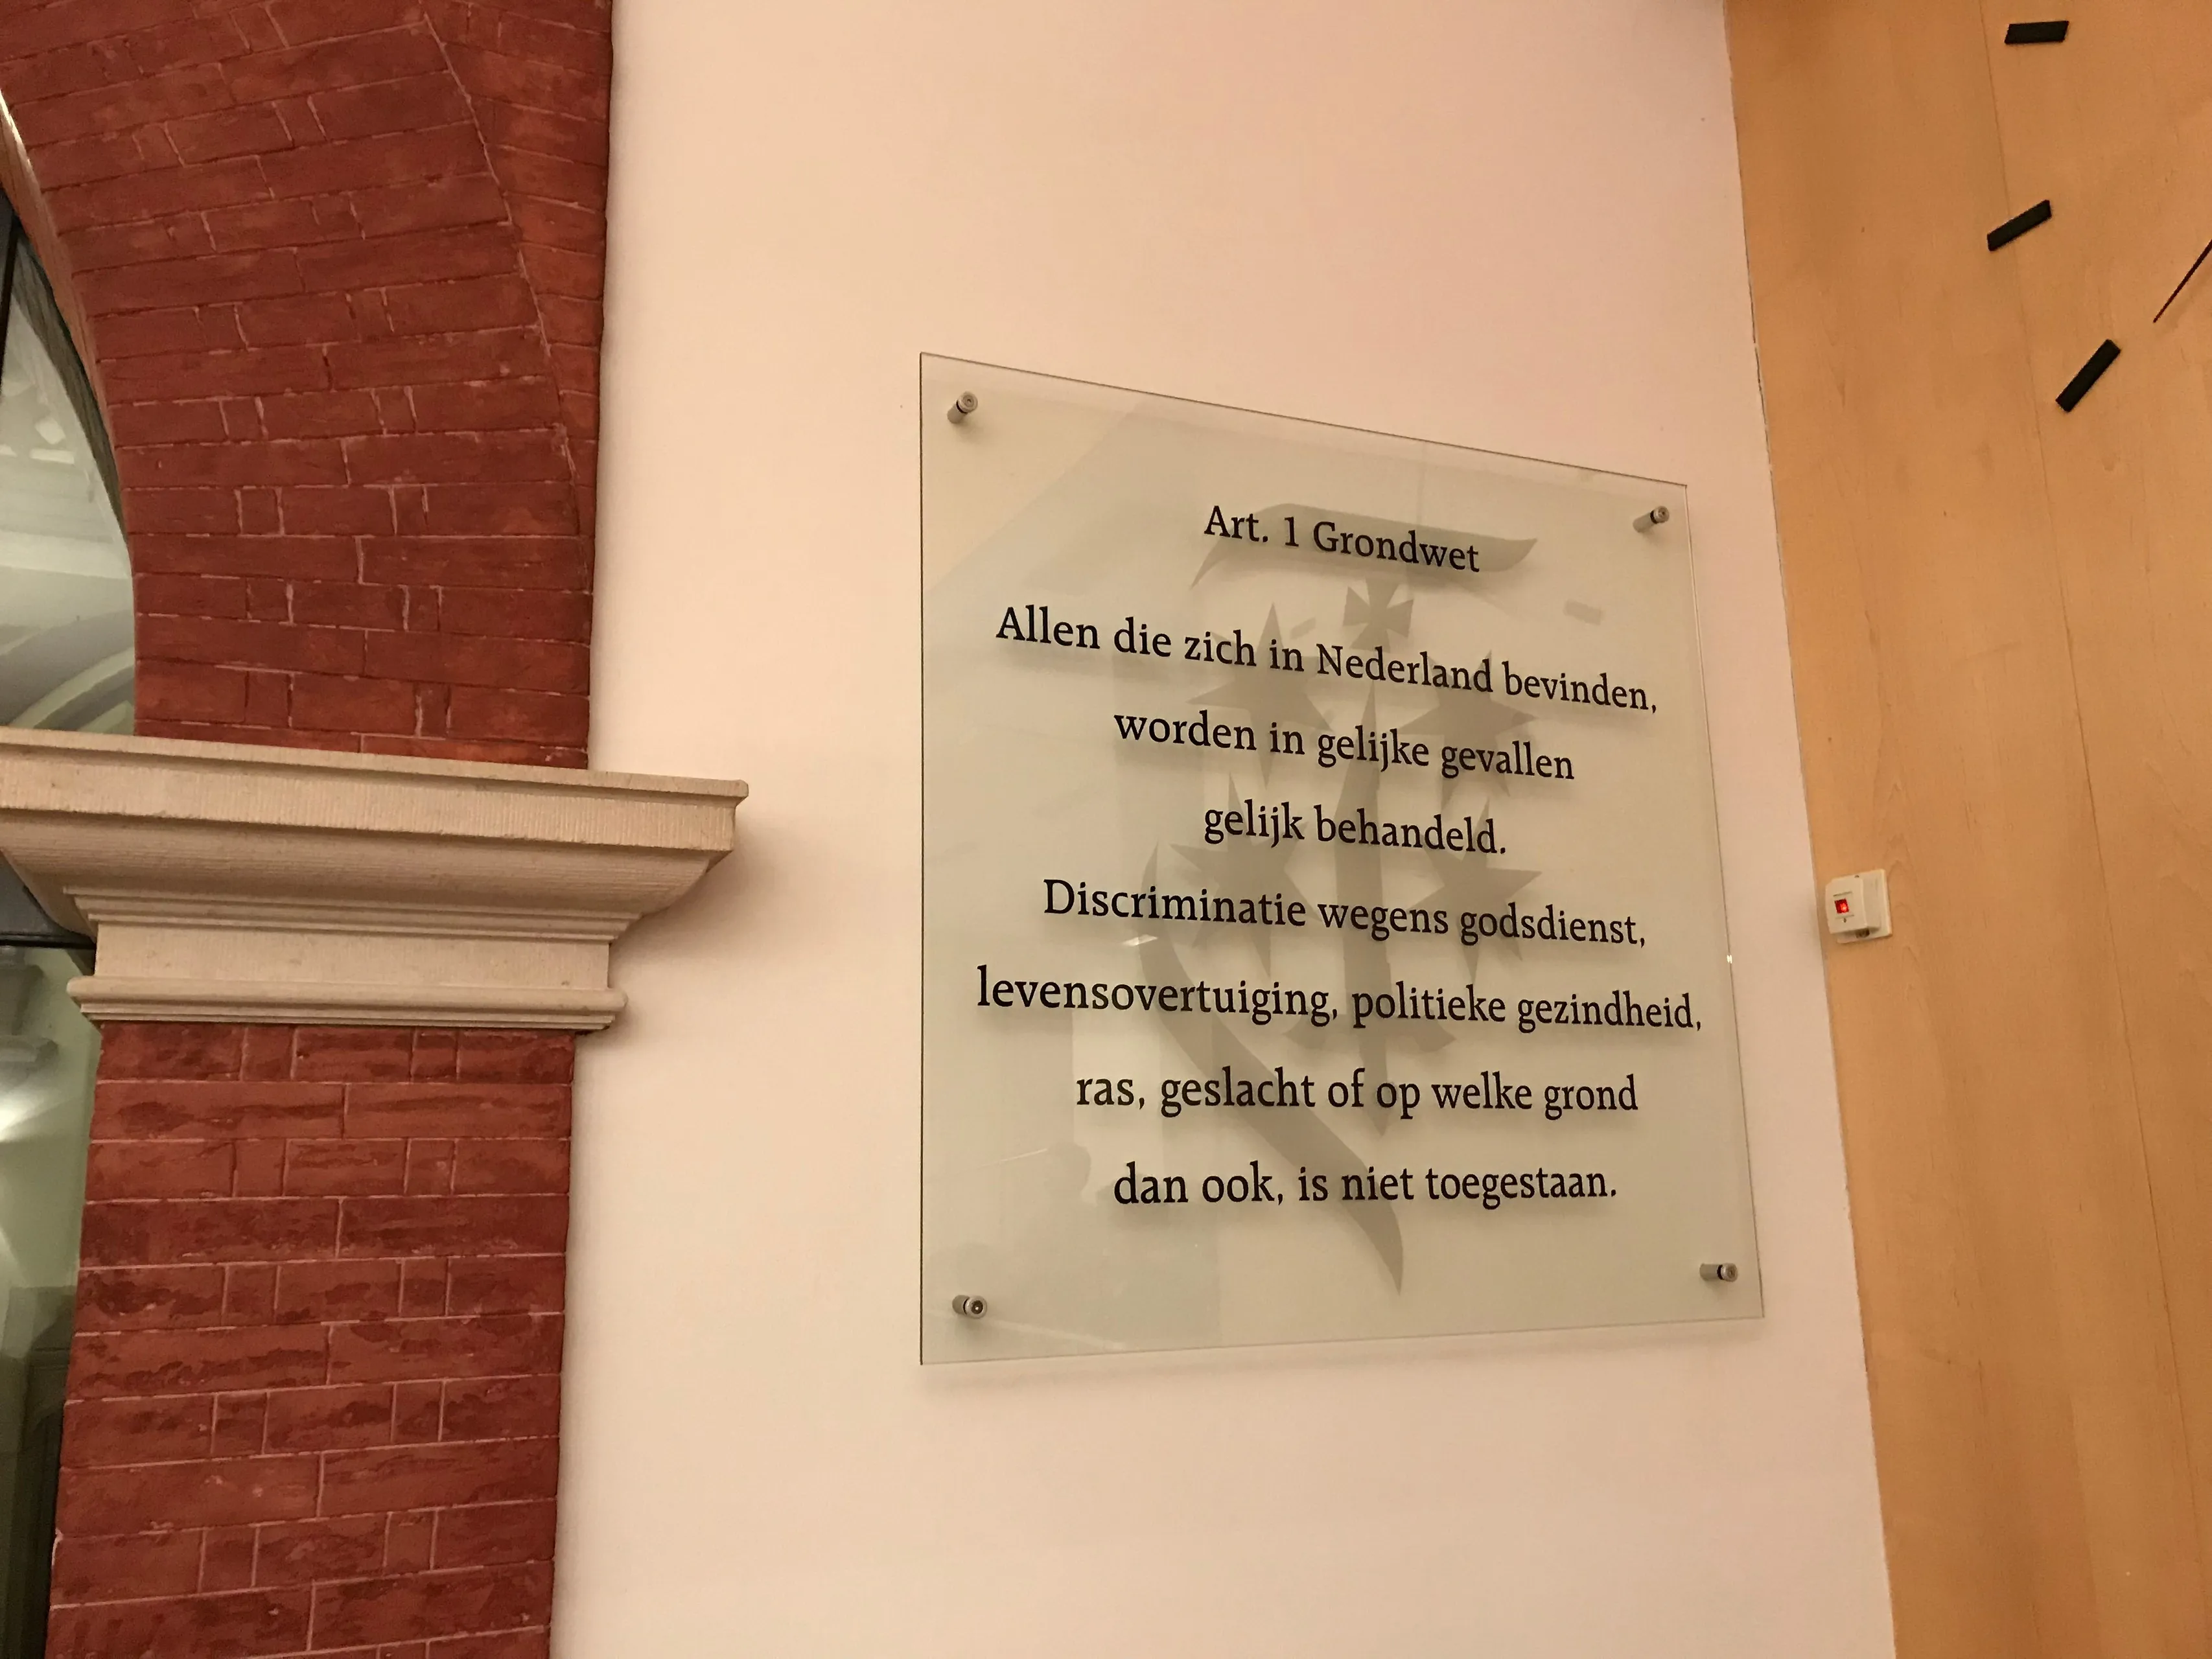 Art. 1 Grondwet
Allen die zich in Nederland bevinden,
worden in gelijke gevallen
gelijk behandeld.
Discriminatie wegens godsdienst,
levensovertuiging, politieke gezindheid,
ras, geslacht of op welke grond
dan ook, is niet toegestaan.